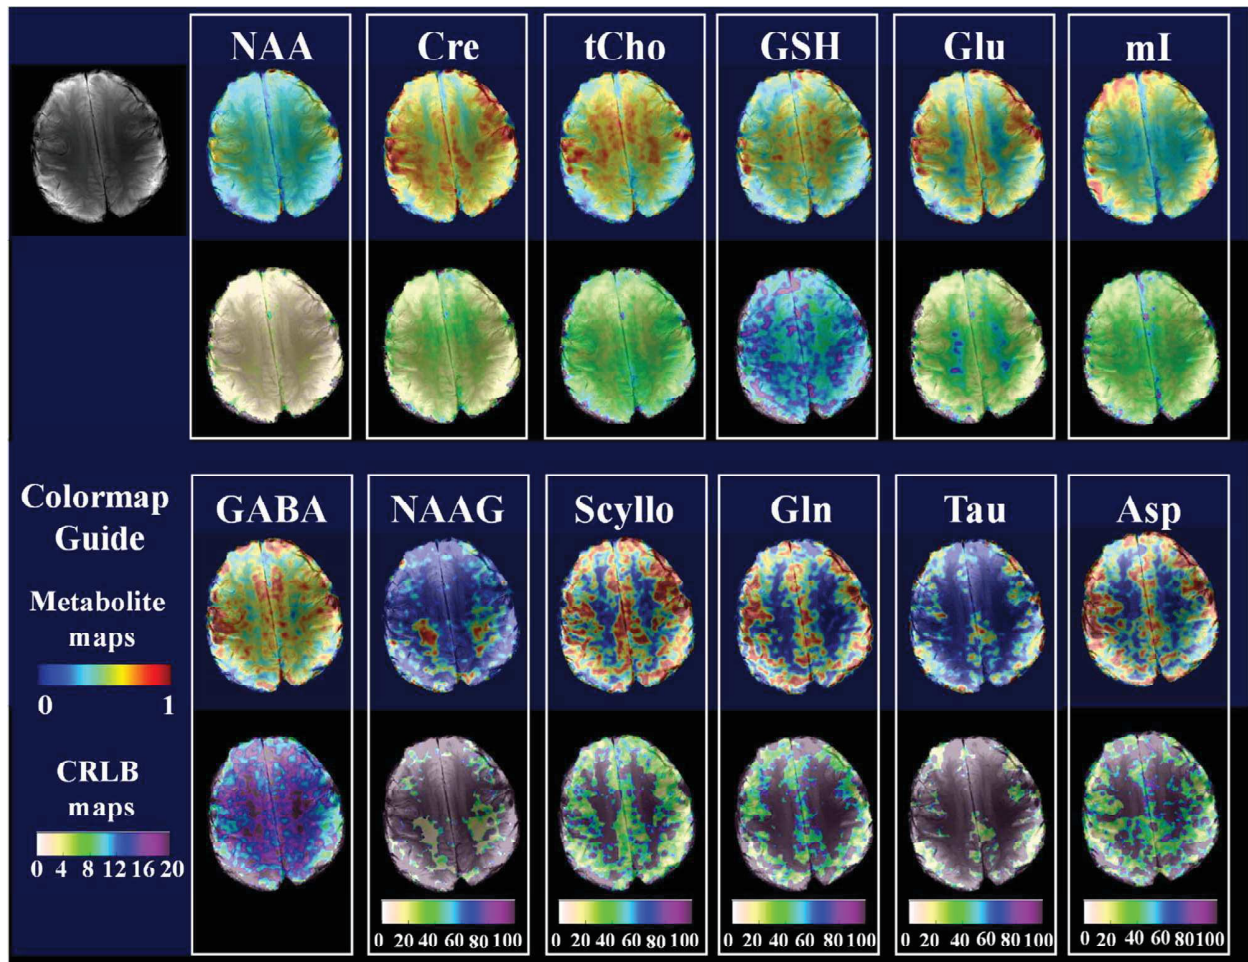 NAA Cre tCho GSH Glu mI
Colormap
Guide
GABA NAAG Scyllo Gln Tau Asp
Metabolite
maps
0 1
CRLB
maps
0 4 8 12 16 20
0 20 40 60 80 100 0 20 40 60 80 100 0 20 40 60 80 100 0 20 40 60 80 100 0 20 40 60 80 100